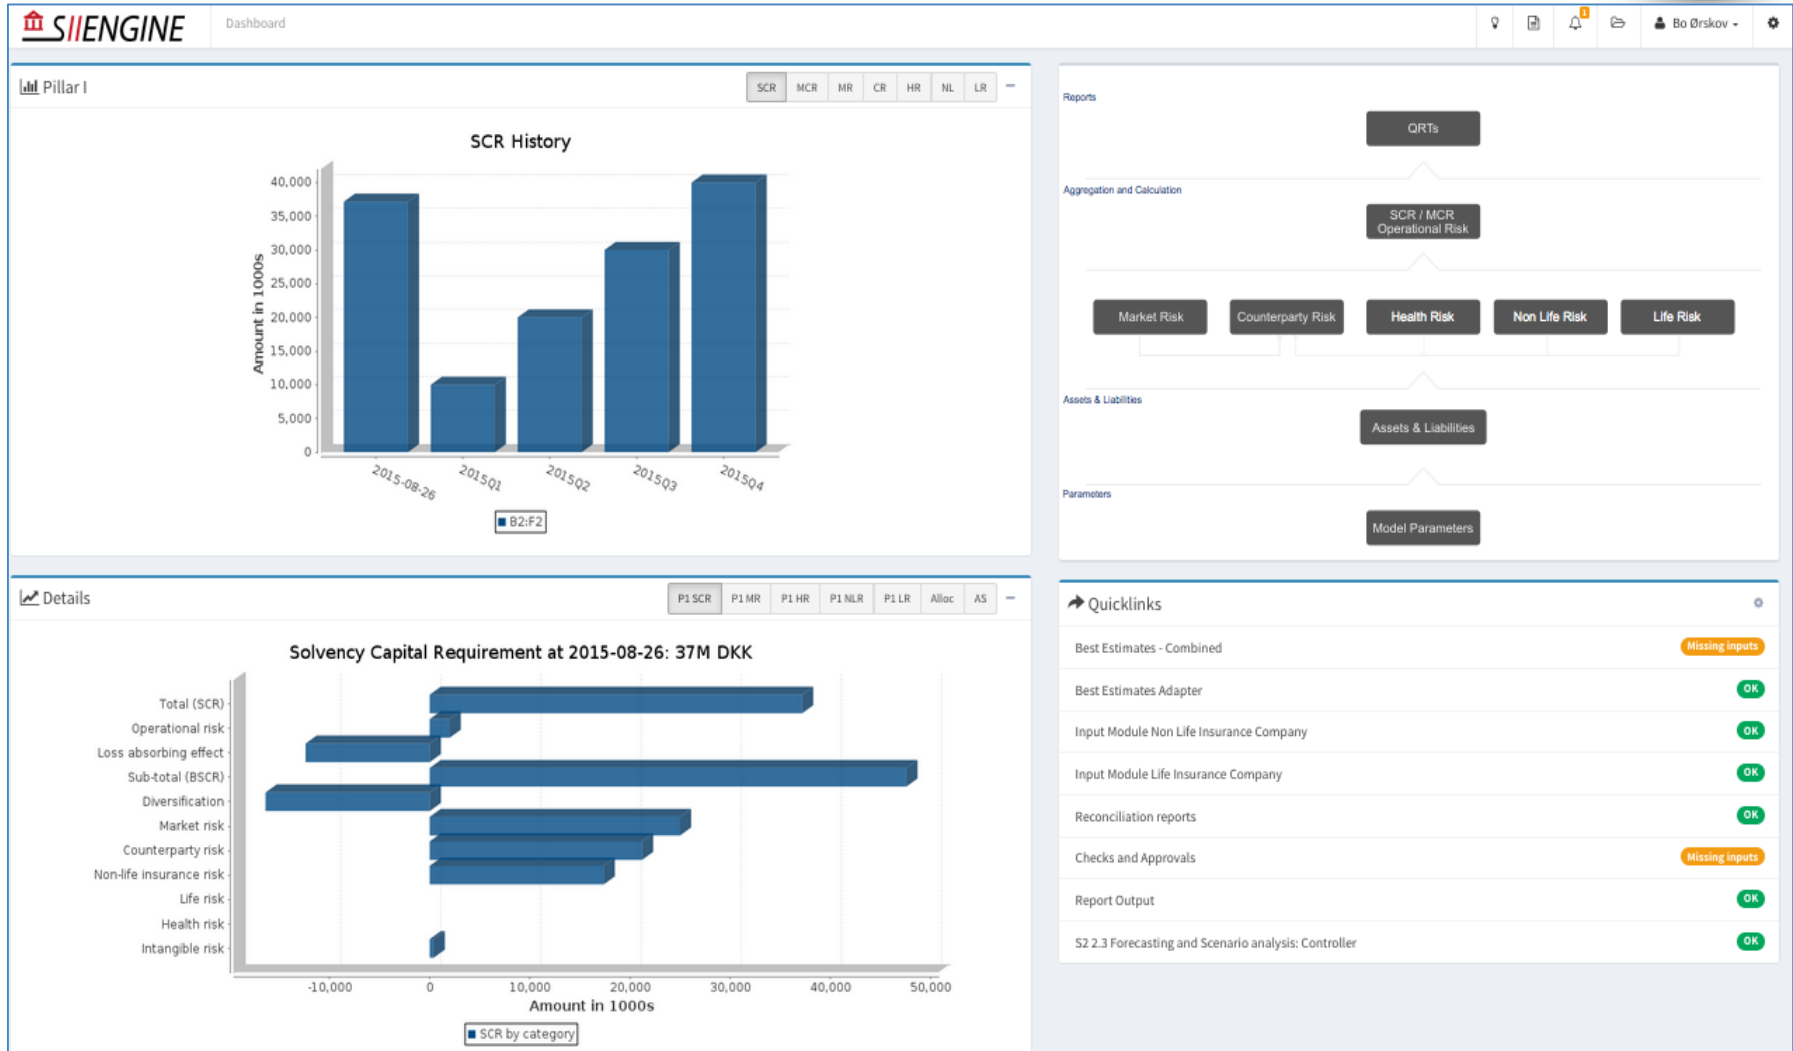 SIIENGINE
Dashboard
1
Bo Ørskov
Pillar I
SCR MCR MR CR HR NL LR
SCR History
Amount in 1000s
40,000
35,000
30,000
25,000
20,000
15,000
10,000
5,000
0
2015-08-26 2015Q1 2015Q2 2015Q3 2015Q4
B2:F2
Reports
QRTs
Aggregation and Calculation
SCR / MCR
Operational Risk
Market Risk Counterparty Risk Health Risk Non Life Risk Life Risk
Assets & Liabilities
Assets & Liabilities
Parameters
Model Parameters
Details
P1 SCR P1 MR P1 HR P1 NLR P1 LR Alloc AS
Solvency Capital Requirement at 2015-08-26: 37M DKK
Total (SCR)
Operational risk
Loss absorbing effect
Sub-total (BSCR)
Diversification
Market risk
Counterparty risk
Non-life insurance risk
Life risk
Health risk
Intangible risk
-10,000 0 10,000 20,000 30,000 40,000 50,000
Amount in 1000s
SCR by category
Quicklinks
Best Estimates - Combined Missing inputs
Best Estimates Adapter OK
Input Module Non Life Insurance Company OK
Input Module Life Insurance Company OK
Reconciliation reports OK
Checks and Approvals Missing inputs
Report Output OK
S2 2.3 Forecasting and Scenario analysis: Controller OK